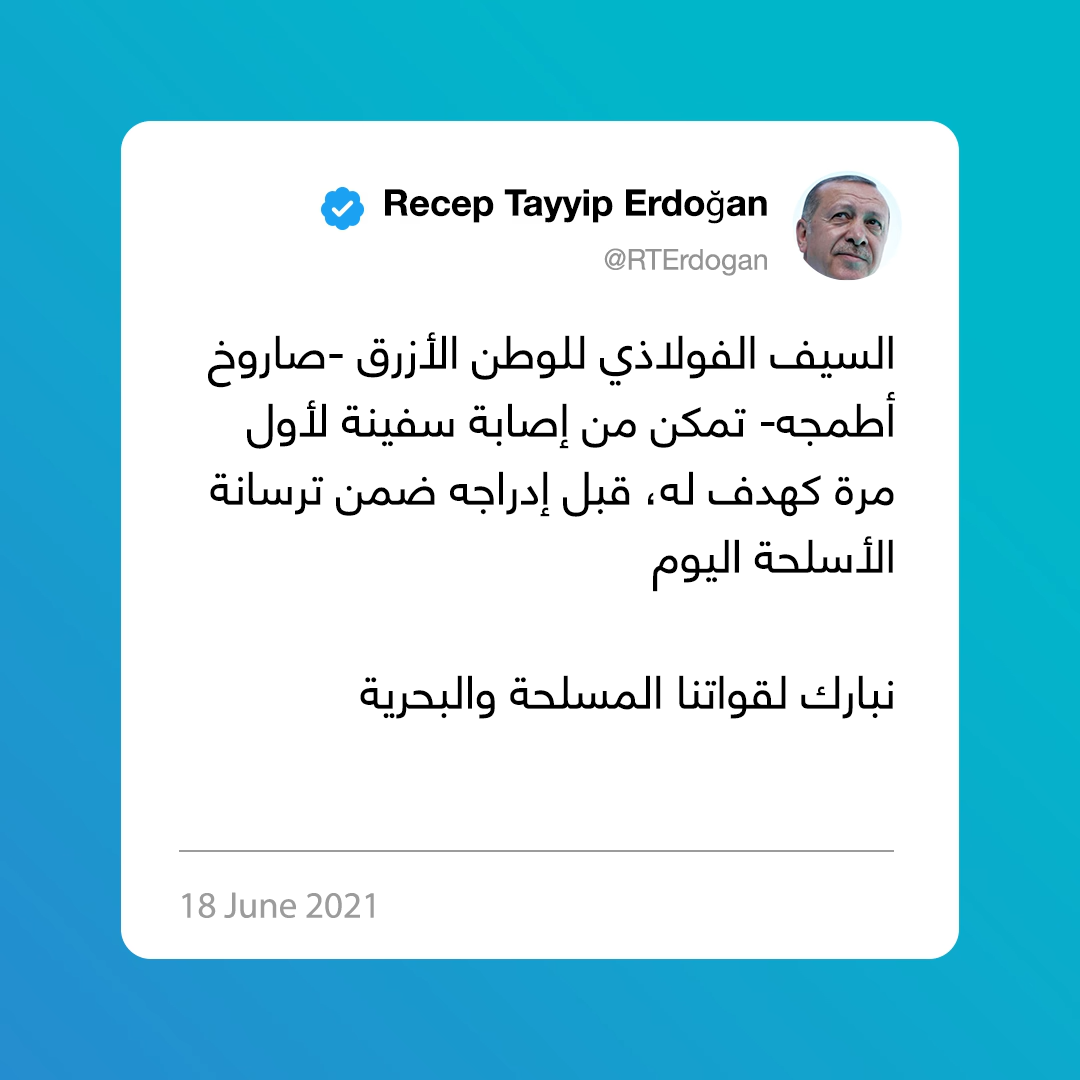 Recep Tayyip Erdoğan
@RTErdogan
السيف الفولاذي للوطن الأزرق -صاروخ
أطمجه- تمكن من إصابة سفينة لأول
مرة كهدف له، قبل إدراجه ضمن ترسانة
الأسلحة اليوم
نبارك لقواتنا المسلحة والبحرية
18 June 2021